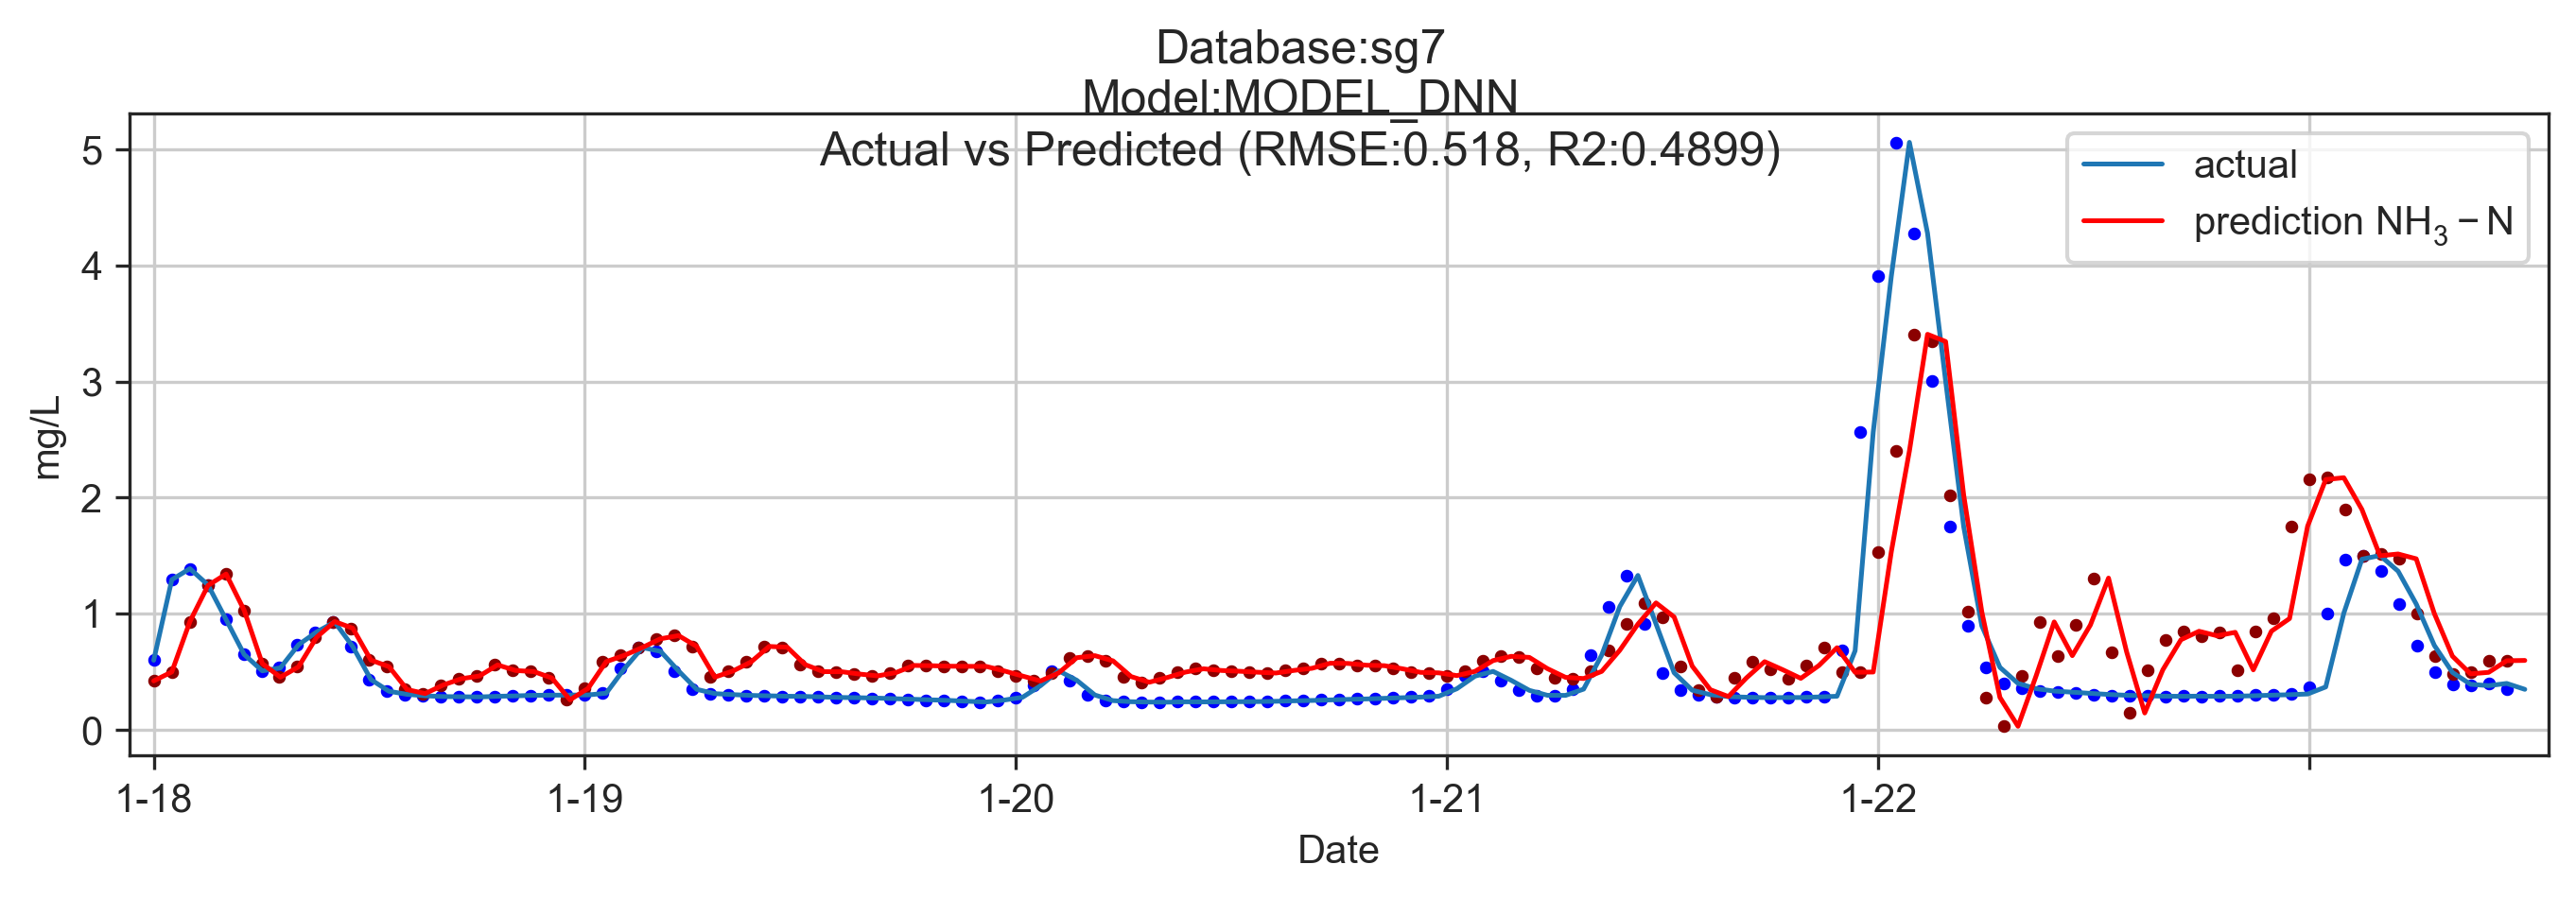 Database:sg7
Model:MODEL_DNN
Actual vs Predicted (RMSE:0.518, R2:0.4899)
actual
prediction NH₃ − N
5
4
3
2
1
0
mg/L
1-18 1-19 1-20 1-21 1-22
Date